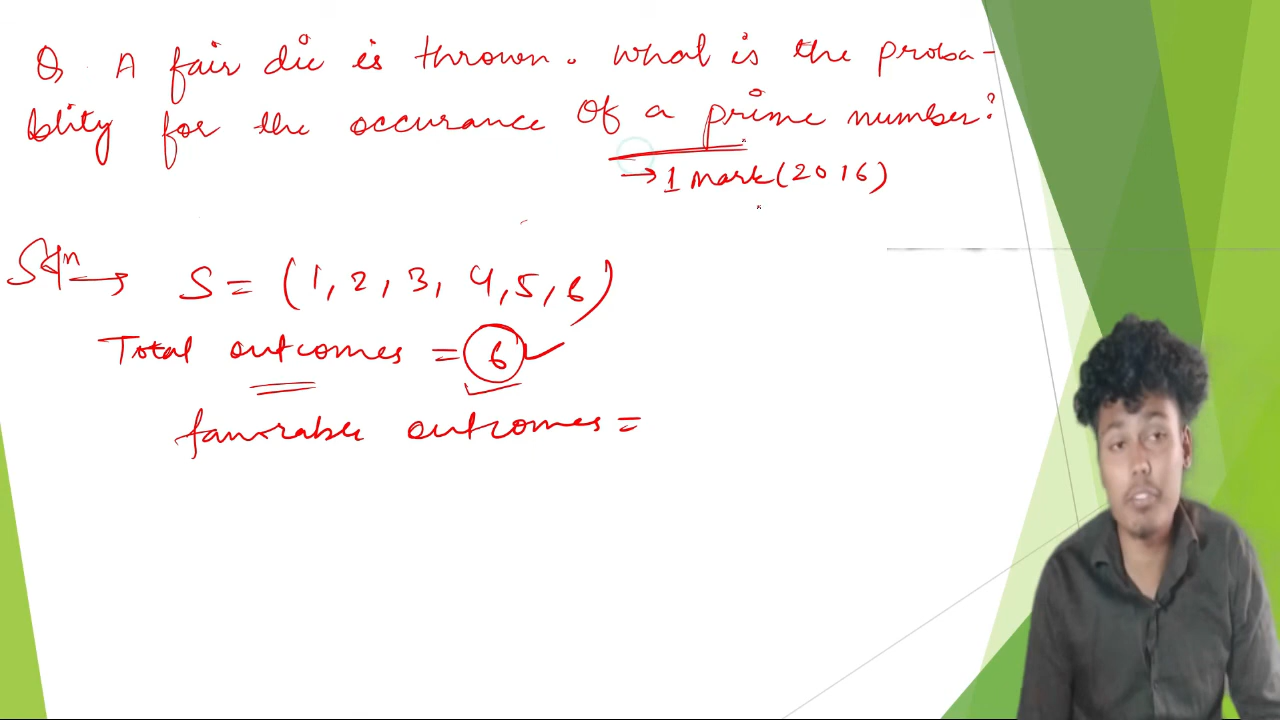 Q. A fair die is thrown. What is the proba-
blity for the occurance of a prime number?
→ 1 mark (2016)
Sol^n → S = (1, 2, 3, 4, 5, 6)
Total outcomes = 6 ✓
favorable outcomes =